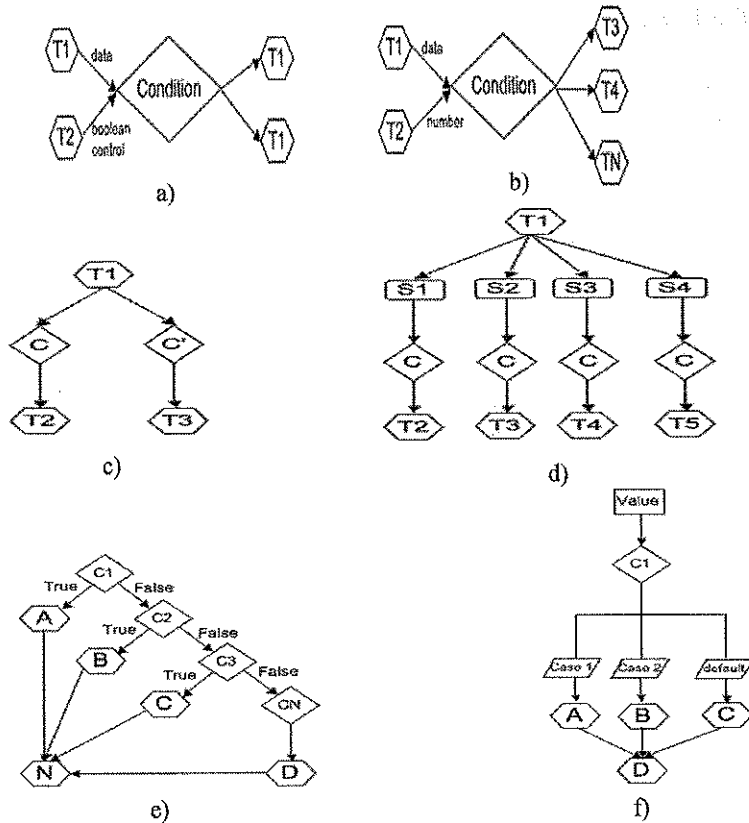 T1 data Condition T1
T2 boolean control T1
a)
T1 data Condition T3
T4
T2 number TN
b)
T1
C C'
T2 T3
c)
T1
S1 S2 S3 S4
C C C C
T2 T3 T4 T5
d)
C1
True False
A C2
True False
B C3
True False
C CN
N D
e)
Value
C1
Caso 1 Caso 2 default
A B C
D
f)